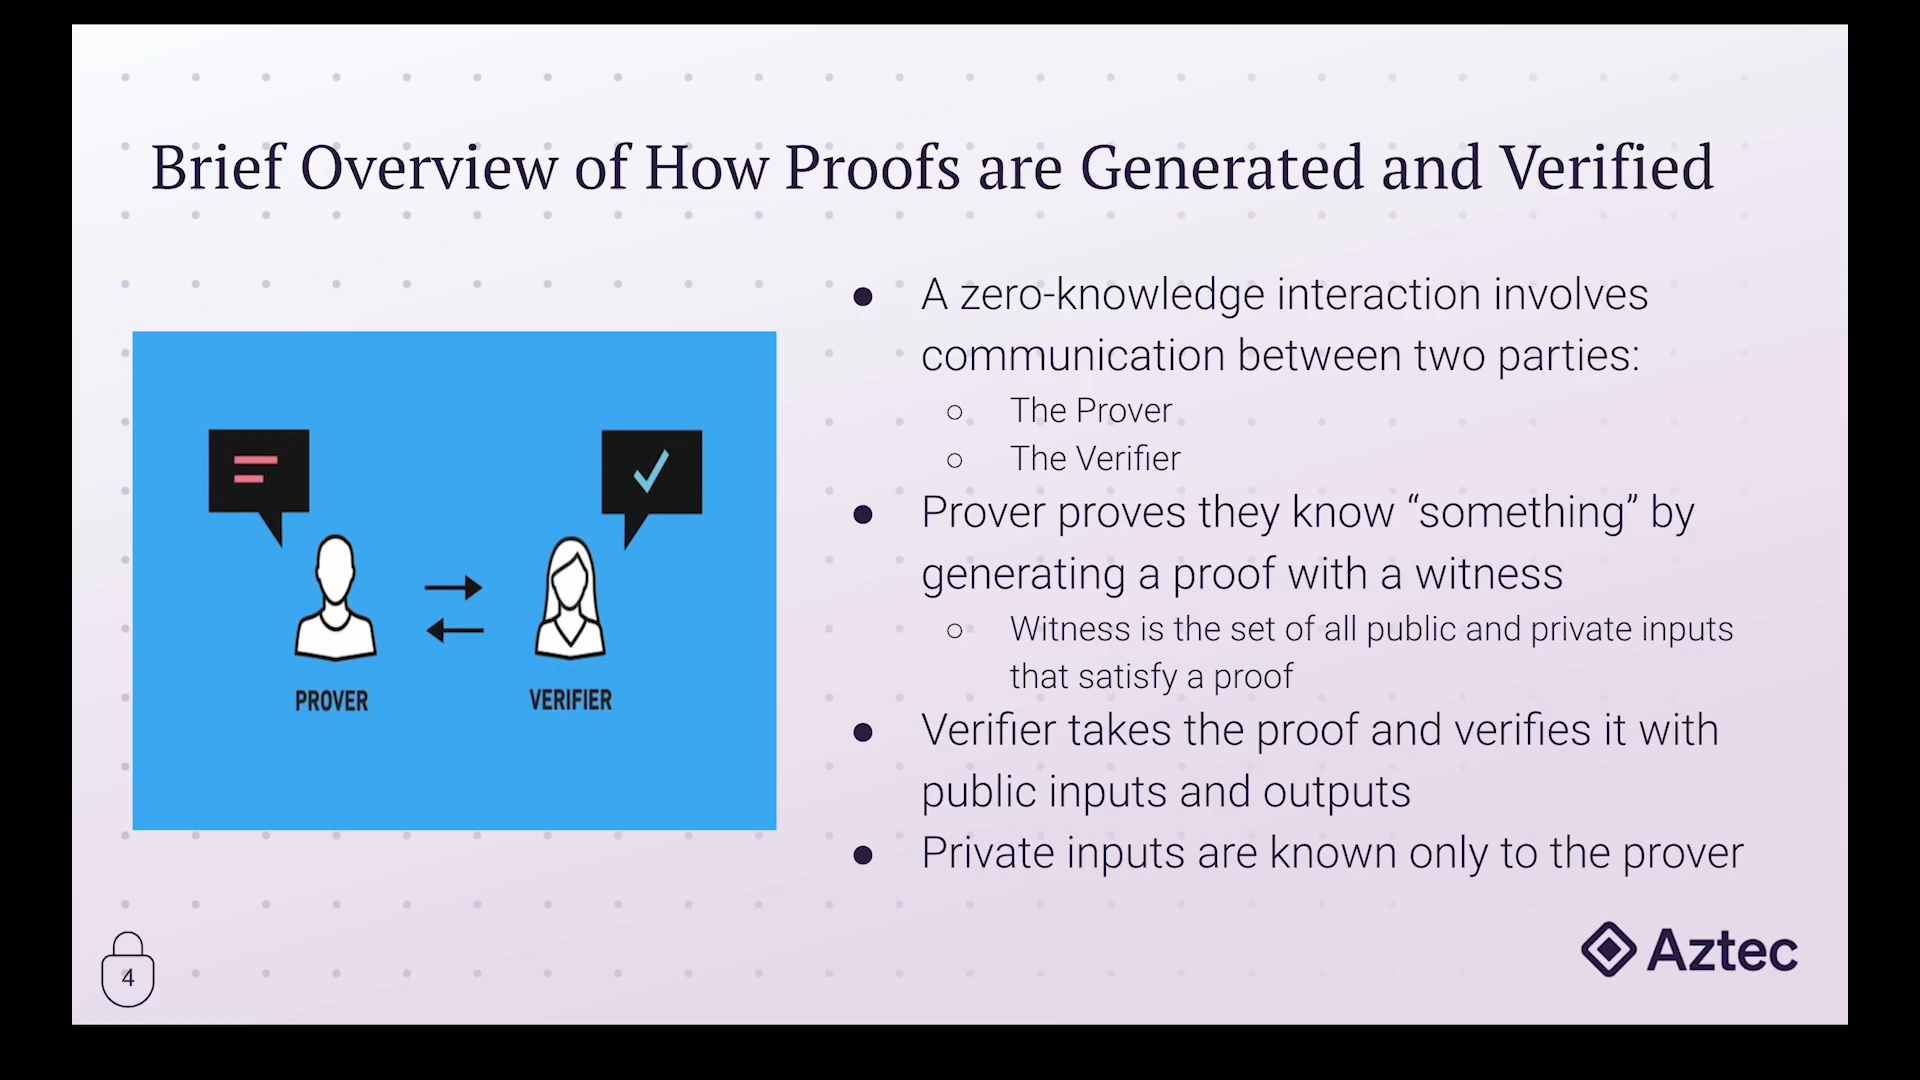 Brief Overview of How Proofs are Generated and Verified
● A zero-knowledge interaction involves
communication between two parties:
○ The Prover
○ The Verifier
● Prover proves they know “something” by
generating a proof with a witness
○ Witness is the set of all public and private inputs
that satisfy a proof
● Verifier takes the proof and verifies it with
public inputs and outputs
● Private inputs are known only to the prover
PROVER
VERIFIER
4
Aztec